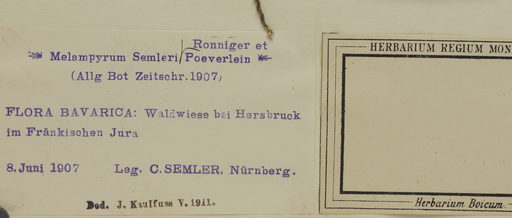 Ronniger et
Melampyrum Semleri Poeverlein
(Allg Bot Zeitschr. 1907)
FLORA BAVARICA: Waldwiese bei Hersbruck
im Fränkischen Jura
8. Juni 1907 Leg. C. SEMLER, Nürnberg.
Ded. J. Kaulfuss V. 1911.
HERBARIUM REGIUM MON
Herbarium Boicum.